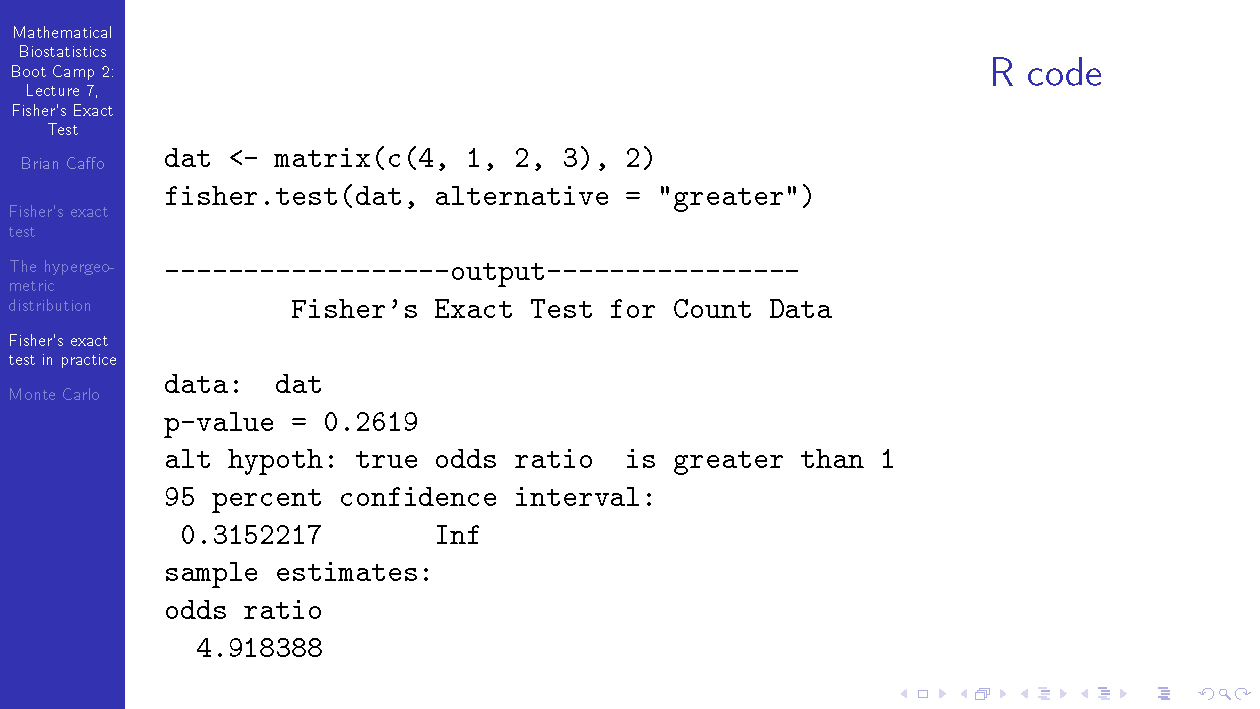 Mathematical
Biostatistics
Boot Camp 2:
Lecture 7,
Fisher's Exact
Test
Brian Caffo
Fisher's exact
test
The hypergeo-
metric
distribution
Fisher's exact
test in practice
Monte Carlo
R code
dat <- matrix(c(4, 1, 2, 3), 2)
fisher.test(dat, alternative = "greater")
------------------output----------------
Fisher's Exact Test for Count Data
data:  dat
p-value = 0.2619
alt hypoth: true odds ratio  is greater than 1
95 percent confidence interval:
0.3152217       Inf
sample estimates:
odds ratio
4.918388